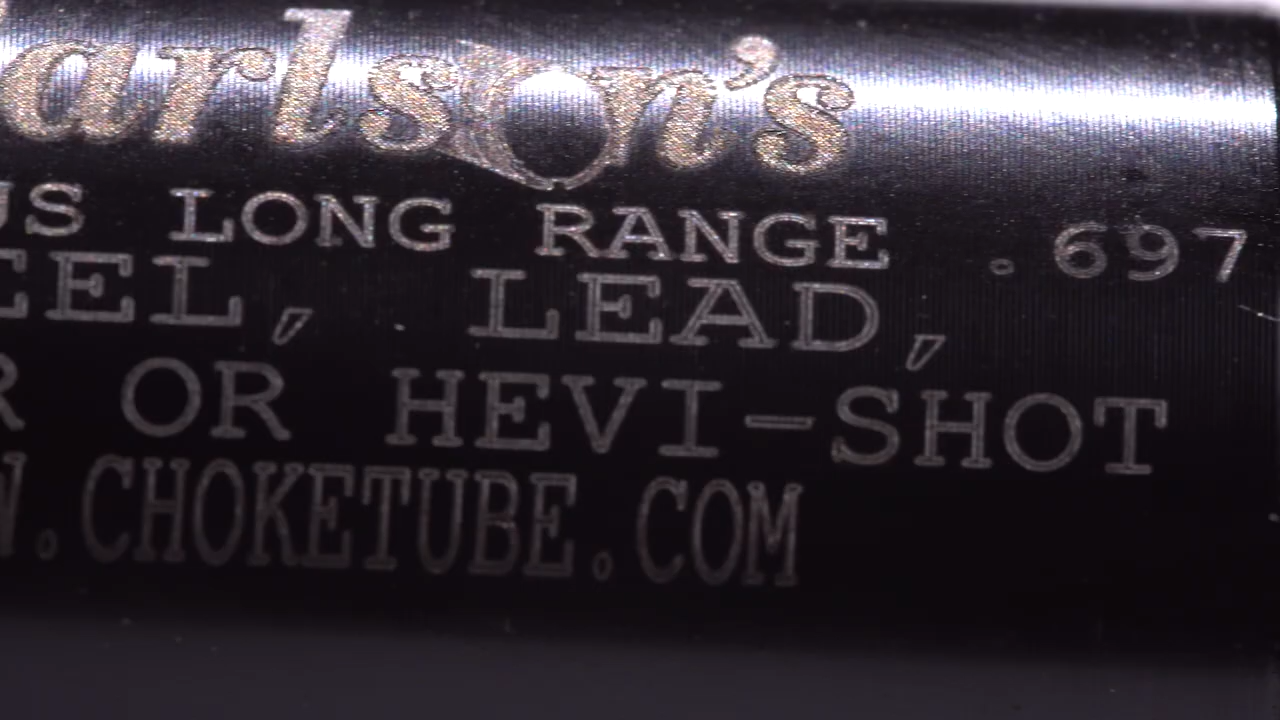 arlson's
US LONG RANGE .697
EEL, LEAD,
R OR HEVI-SHOT
W.CHOKETUBE.COM